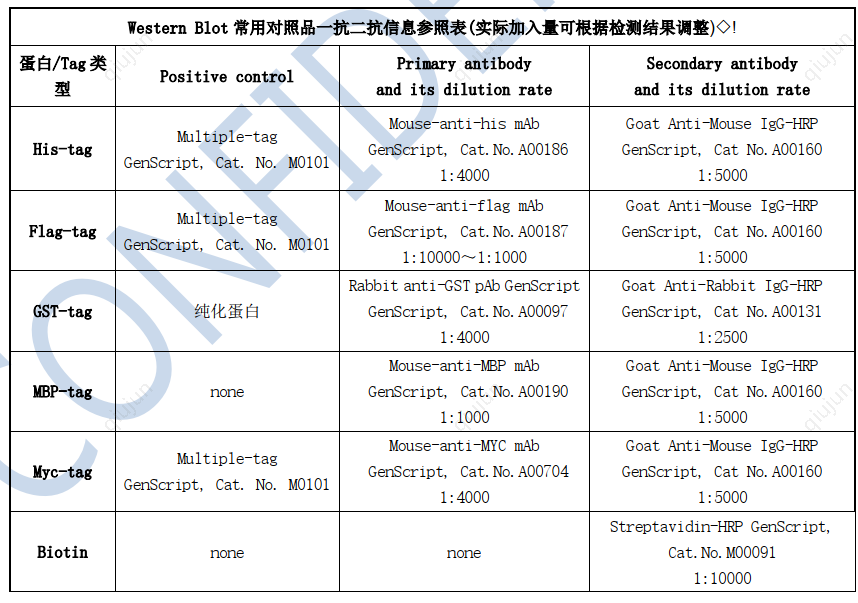 Western Blot 常用对照品一抗二抗信息参照表(实际加入量可根据检测结果调整)◇!
蛋白/Tag 类
型
Positive control
Primary antibody
and its dilution rate
Secondary antibody
and its dilution rate
His-tag
Multiple-tag
GenScript, Cat. No. M0101
Mouse-anti-his mAb
GenScript, Cat.No.A00186
1:4000
Goat Anti-Mouse IgG-HRP
GenScript, Cat No.A00160
1:5000
Flag-tag
Multiple-tag
GenScript, Cat. No. M0101
Mouse-anti-flag mAb
GenScript, Cat.No.A00187
1:10000～1:1000
Goat Anti-Mouse IgG-HRP
GenScript, Cat No.A00160
1:5000
GST-tag
纯化蛋白
Rabbit anti-GST pAb GenScript
GenScript, Cat.No.A00097
1:4000
Goat Anti-Rabbit IgG-HRP
GenScript, Cat.No.A00131
1:2500
MBP-tag
none
Mouse-anti-MBP mAb
GenScript, Cat.No.A00190
1:1000
Goat Anti-Mouse IgG-HRP
GenScript, Cat No.A00160
1:5000
Myc-tag
Multiple-tag
GenScript, Cat. No. M0101
Mouse-anti-MYC mAb
GenScript, Cat.No.A00704
1:4000
Goat Anti-Mouse IgG-HRP
GenScript, Cat No.A00160
1:5000
Biotin
none
none
Streptavidin-HRP GenScript,
Cat.No.M00091
1:10000
CONFIDEN
qiujun
qiujun
qiujun
qiujun
qiujun
qiujun